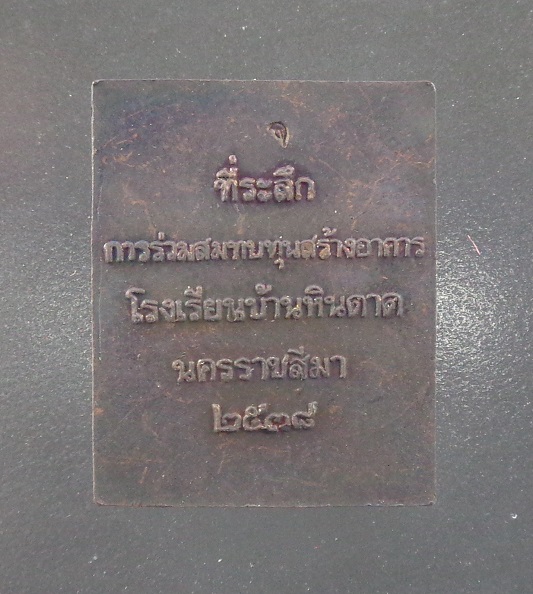 ที่ระลึก
การร่วมสมทบทุนสร้างอาคาร
โรงเรียนบ้านหินดาด
นครราชสีมา
๒๕๓๘